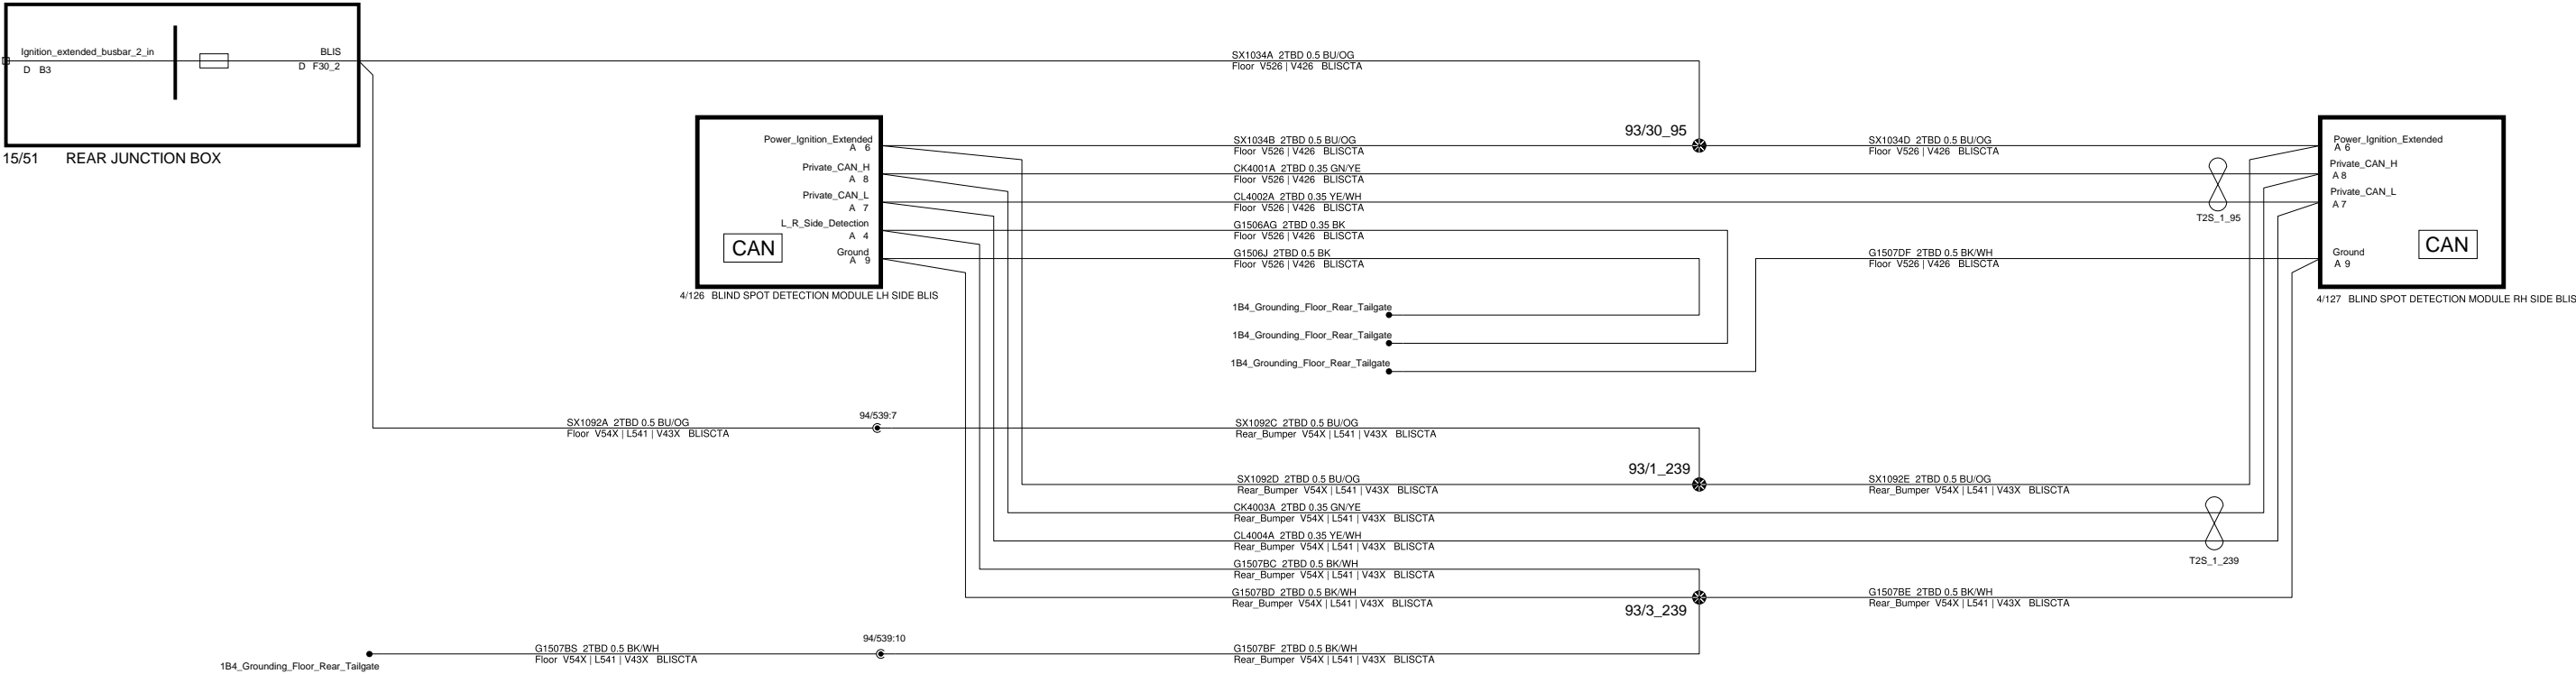 Ignition_extended_busbar_2_in
D B3
BLIS
D F30_2
15/51 REAR JUNCTION BOX
SX1034A 2TBD 0.5 BU/OG
Floor V526 | V426 BLISCTA
Power_Ignition_Extended
A 6
Private_CAN_H
A 8
Private_CAN_L
A 7
L_R_Side_Detection
A 4
Ground
A 9
CAN
4/126 BLIND SPOT DETECTION MODULE LH SIDE BLIS
SX1034B 2TBD 0.5 BU/OG
Floor V526 | V426 BLISCTA
CK4001A 2TBD 0.35 GN/YE
Floor V526 | V426 BLISCTA
CL4002A 2TBD 0.35 YE/WH
Floor V526 | V426 BLISCTA
G1506AG 2TBD 0.35 BK
Floor V526 | V426 BLISCTA
G1506J 2TBD 0.5 BK
Floor V526 | V426 BLISCTA
93/30_95
SX1034D 2TBD 0.5 BU/OG
Floor V526 | V426 BLISCTA
T2S_1_95
G1507DF 2TBD 0.5 BK/WH
Floor V526 | V426 BLISCTA
Power_Ignition_Extended
A 6
Private_CAN_H
A 8
Private_CAN_L
A 7
Ground
A 9
CAN
4/127 BLIND SPOT DETECTION MODULE RH SIDE BLIS
1B4_Grounding_Floor_Rear_Tailgate
1B4_Grounding_Floor_Rear_Tailgate
1B4_Grounding_Floor_Rear_Tailgate
SX1092A 2TBD 0.5 BU/OG
Floor V54X | L541 | V43X BLISCTA
94/539:7
SX1092C 2TBD 0.5 BU/OG
Rear_Bumper V54X | L541 | V43X BLISCTA
93/1_239
SX1092D 2TBD 0.5 BU/OG
Rear_Bumper V54X | L541 | V43X BLISCTA
SX1092E 2TBD 0.5 BU/OG
Rear_Bumper V54X | L541 | V43X BLISCTA
CK4003A 2TBD 0.35 GN/YE
Rear_Bumper V54X | L541 | V43X BLISCTA
CL4004A 2TBD 0.35 YE/WH
Rear_Bumper V54X | L541 | V43X BLISCTA
T2S_1_239
G1507BC 2TBD 0.5 BK/WH
Rear_Bumper V54X | L541 | V43X BLISCTA
G1507BD 2TBD 0.5 BK/WH
Rear_Bumper V54X | L541 | V43X BLISCTA
93/3_239
G1507BE 2TBD 0.5 BK/WH
Rear_Bumper V54X | L541 | V43X BLISCTA
1B4_Grounding_Floor_Rear_Tailgate
G1507BS 2TBD 0.5 BK/WH
Floor V54X | L541 | V43X BLISCTA
94/539:10
G1507BF 2TBD 0.5 BK/WH
Rear_Bumper V54X | L541 | V43X BLISCTA